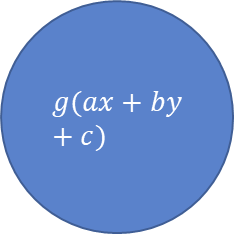 g(ax + by
+ c)